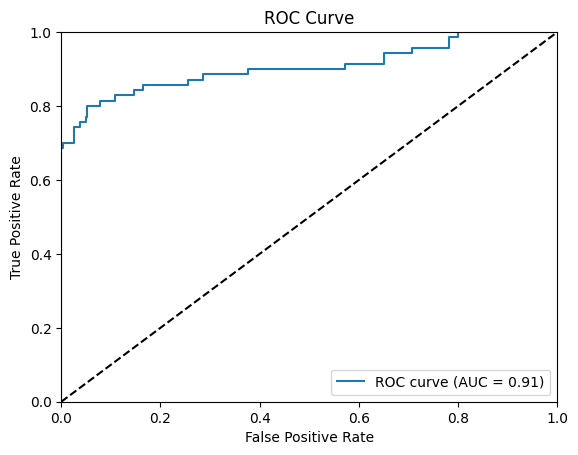 ROC Curve
1.0
0.8
0.6
0.4
0.2
0.0
True Positive Rate
ROC curve (AUC = 0.91)
0.0 0.2 0.4 0.6 0.8 1.0
False Positive Rate